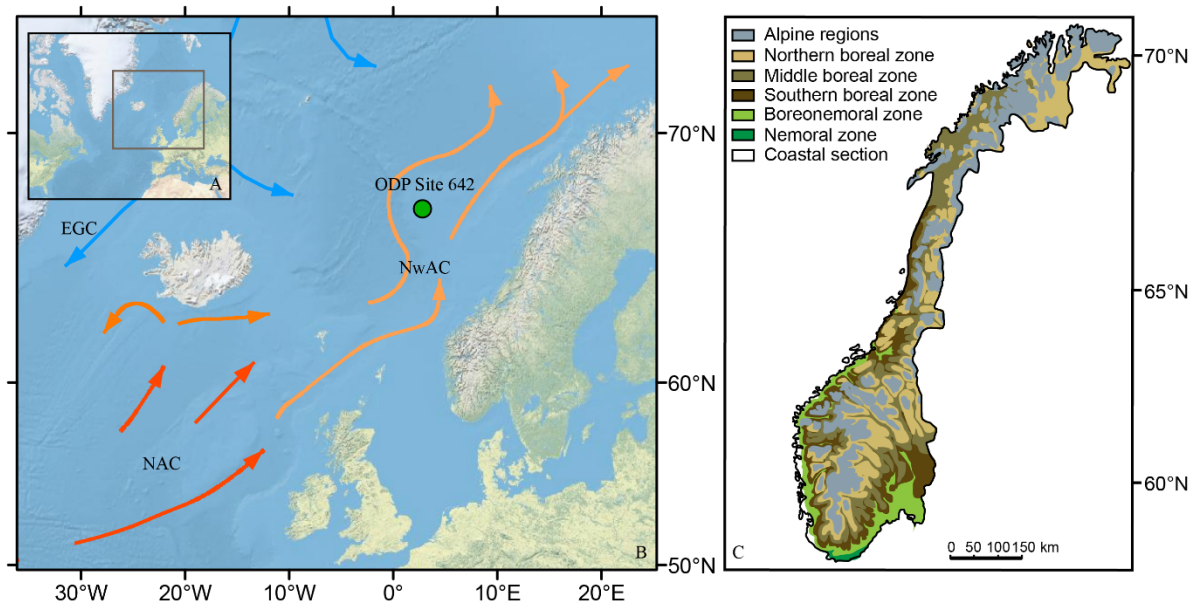 A
70°N
ODP Site 642
EGC
NwAC
60°N
NAC
B
50°N
30°W
20°W
10°W
0°
10°E
20°E
Alpine regions
Northern boreal zone
Middle boreal zone
Southern boreal zone
Boreonemoral zone
Nemoral zone
Coastal section
70°N
65°N
60°N
0 50 100 150 km
C